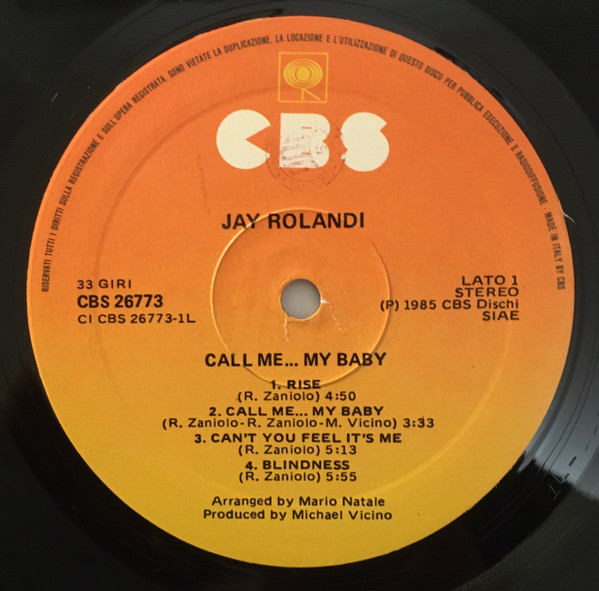 RISERVATI TUTTI I DIRITTI SULLA REGISTRAZIONE E SULL'OPERA REGISTRATA. SONO VIETATE LA DUPLICAZIONE, LA LOCAZIONE E L'UTILIZZAZIONE DI QUESTO DISCO PER PUBBLICA ESECUZIONE E RADIODIFFUSIONE - MADE IN ITALY BY CBS
CBS
JAY ROLANDI
33 GIRI
CBS 26773
CI CBS 26773-1L
LATO 1
STEREO
(P) 1985 CBS Dischi
SIAE
CALL ME... MY BABY
1. RISE
(R. Zaniolo) 4:50
2. CALL ME... MY BABY
(R. Zaniolo - R. Zaniolo - M. Vicino) 3:33
3. CAN'T YOU FEEL IT'S ME
(R. Zaniolo) 5:13
4. BLINDNESS
(R. Zaniolo) 5:55
Arranged by Mario Natale
Produced by Michael Vicino